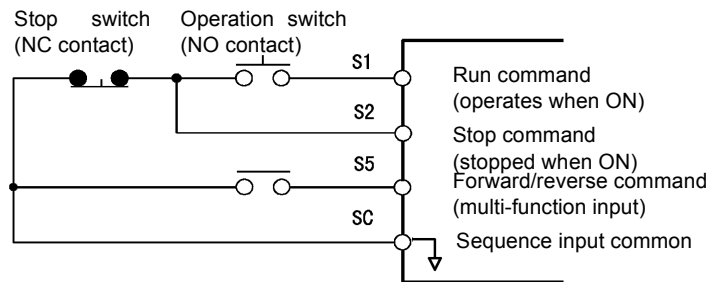 Stop switch
(NC contact)
Operation switch
(NO contact)
S1
Run command
(operates when ON)
S2
Stop command
(stopped when ON)
S5
Forward/reverse command
(multi-function input)
SC
Sequence input common